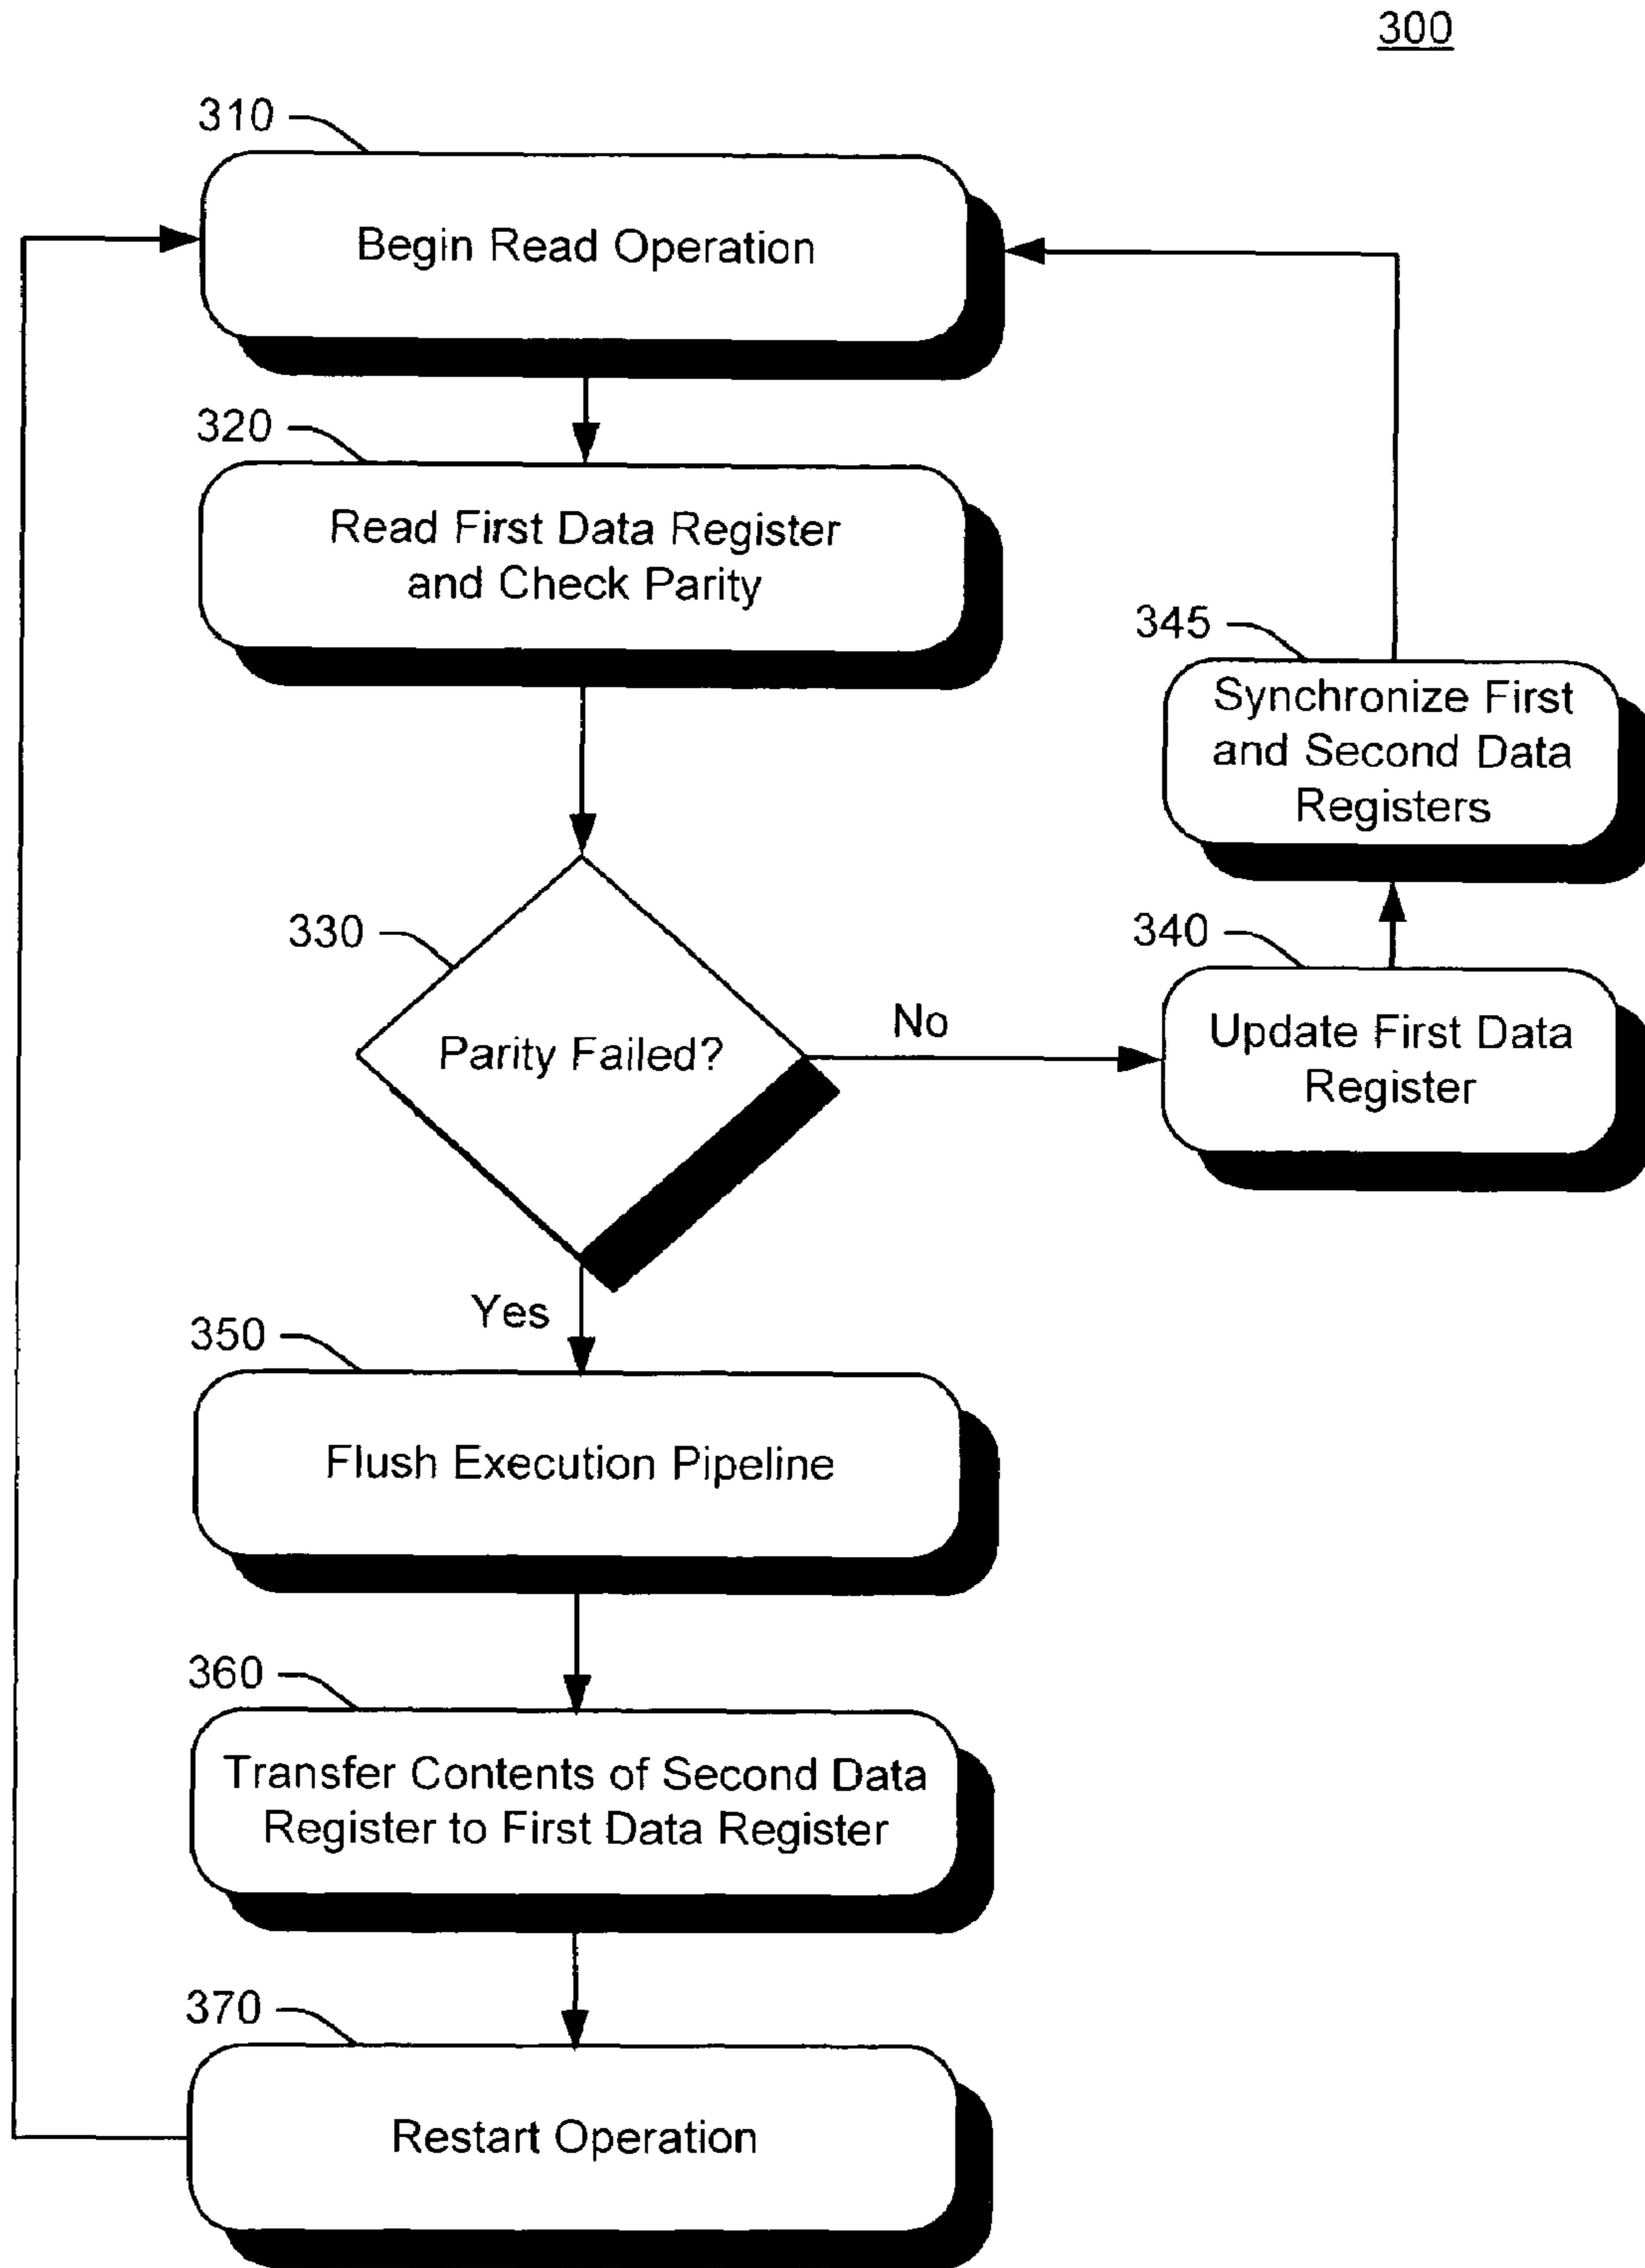 300
310
Begin Read Operation
320
Read First Data Register
and Check Parity
345
Synchronize First
and Second Data
Registers
330
Parity Failed?
No
340
Update First Data
Register
Yes
350
Flush Execution Pipeline
360
Transfer Contents of Second Data
Register to First Data Register
370
Restart Operation